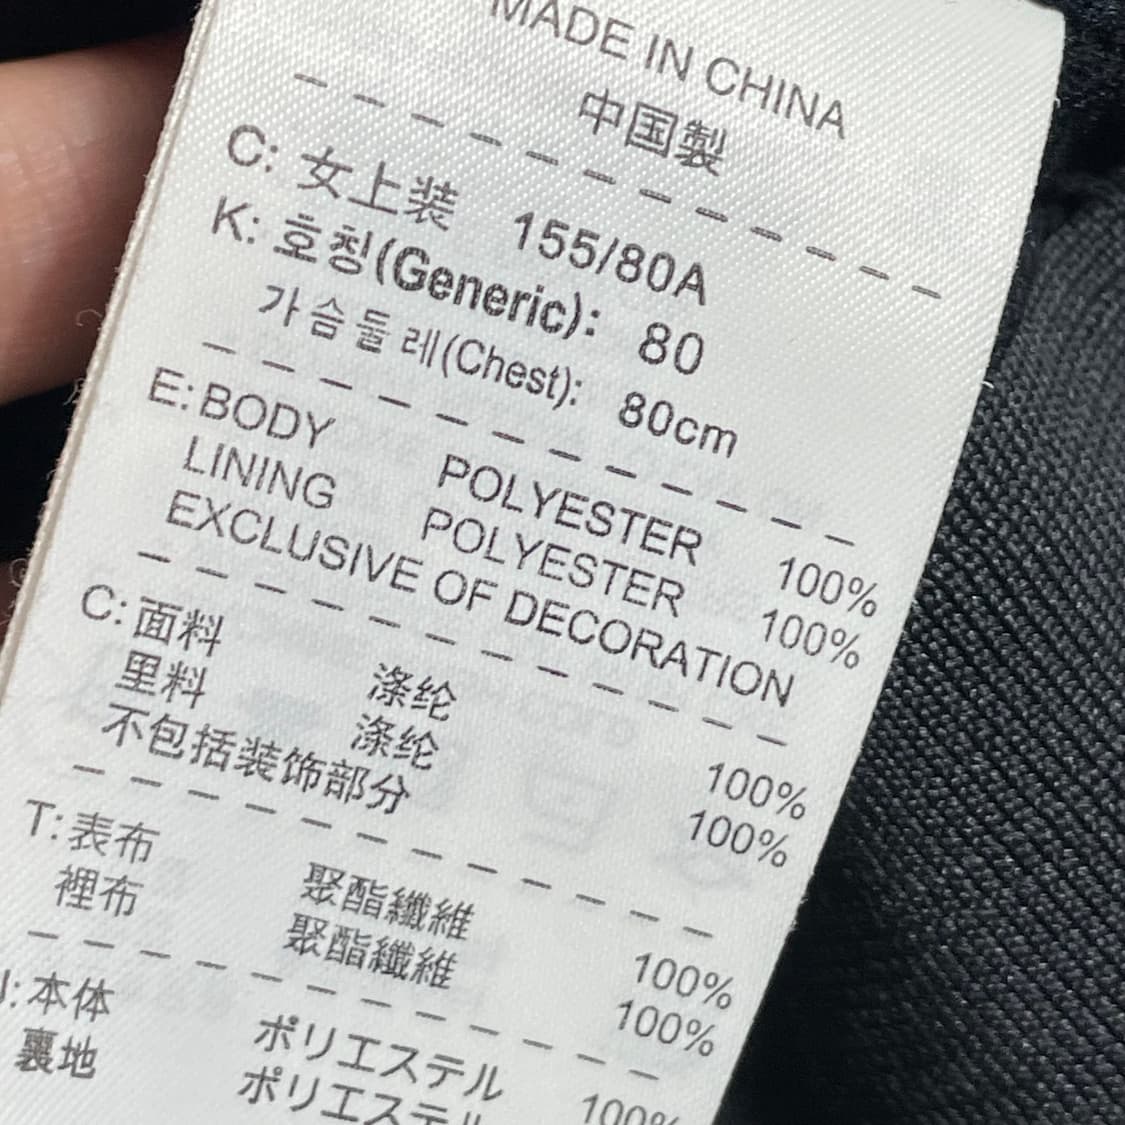 MADE IN CHINA
中国製
C: 女上装 155/80A
K: 호칭(Generic): 80
가슴둘레(Chest): 80cm
E: BODY POLYESTER 100%
LINING POLYESTER 100%
EXCLUSIVE OF DECORATION
C: 面料 涤纶 100%
里料 涤纶 100%
不包括装饰部分
T: 表布 聚酯纖維 100%
裡布 聚酯纖維 100%
J: 本体 ポリエステル 100%
裏地 ポリエステル